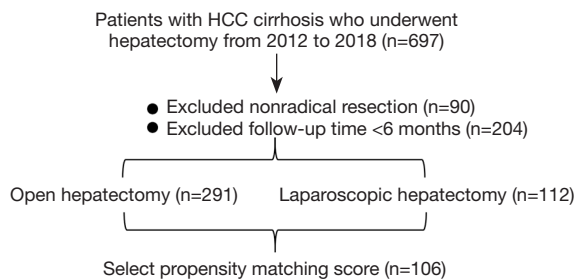 Patients with HCC cirrhosis who underwent
hepatectomy from 2012 to 2018 (n=697)
● Excluded nonradical resection (n=90)
● Excluded follow-up time <6 months (n=204)
Open hepatectomy (n=291)
Laparoscopic hepatectomy (n=112)
Select propensity matching score (n=106)